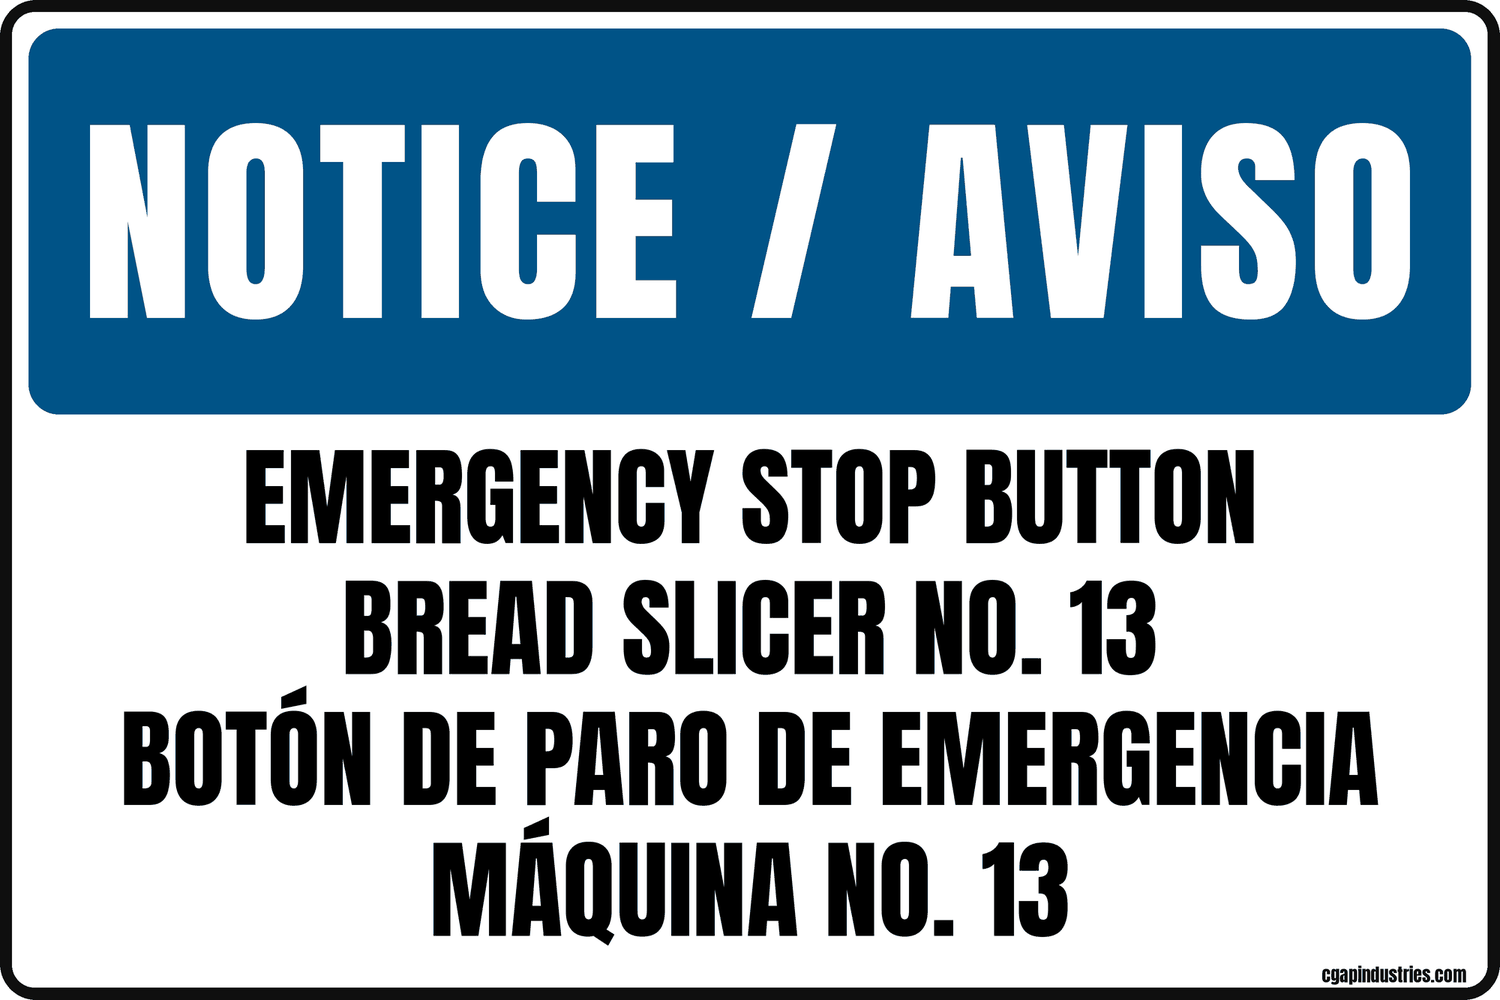 NOTICE / AVISO
EMERGENCY STOP BUTTON
BREAD SLICER NO. 13
BOTÓN DE PARO DE EMERGENCIA
MÁQUINA NO. 13
cgapindustries.com